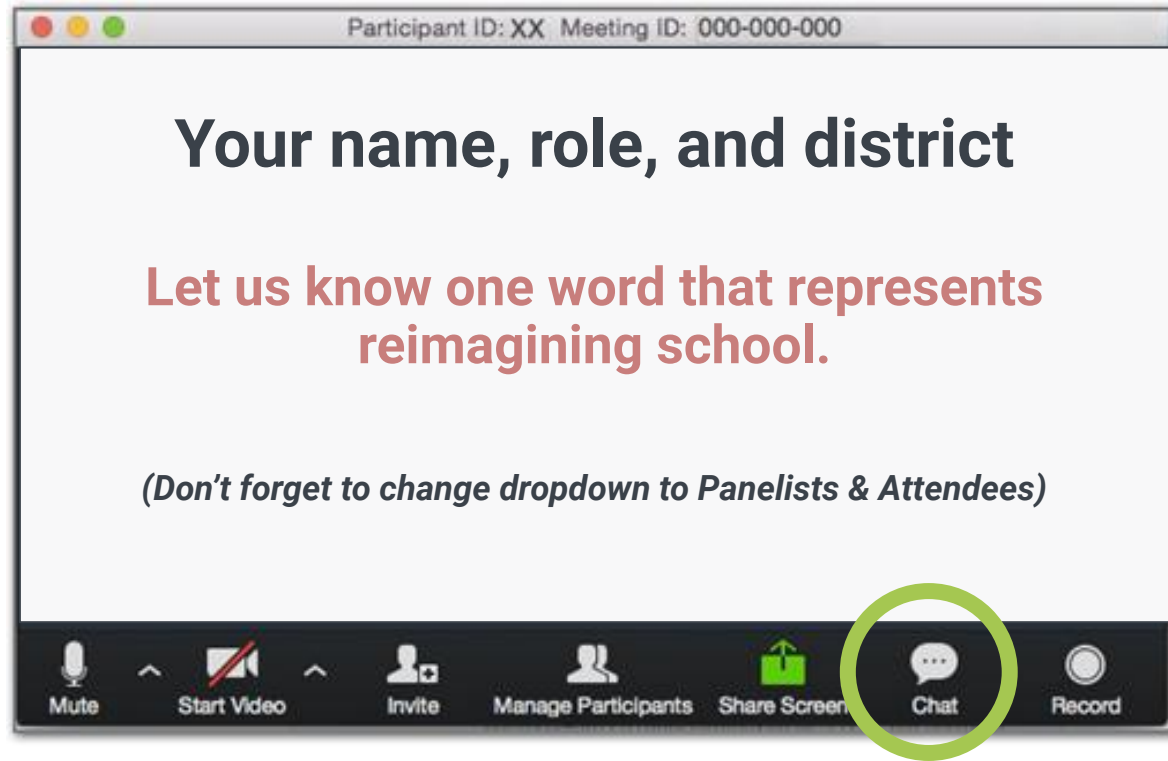 Participant ID: XX Meeting ID: 000-000-000
Your name, role, and district
Let us know one word that represents
reimagining school.
(Don’t forget to change dropdown to Panelists & Attendees)
Mute Start Video Invite Manage Participants Share Screen Chat Record